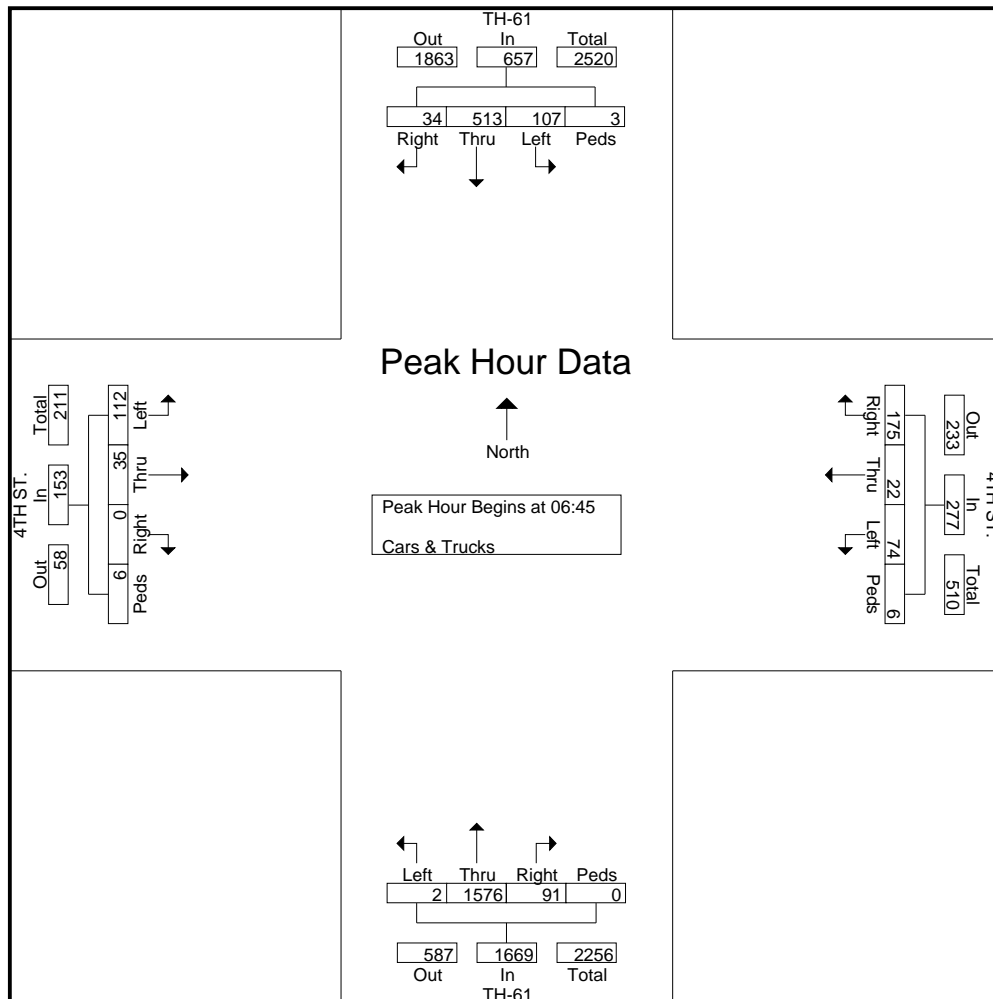 TH-61
Out In Total
1863 657 2520
34 513 107 3
Right Thru Left Peds
Peak Hour Data
North
Peak Hour Begins at 06:45
Cars & Trucks
4TH ST.
Total In Out
211 153 58
112 35 0 6
Left Thru Right Peds
Right Thru Left Peds
175 22 74 6
Out In Total
233 277 510
4TH ST.
Left Thru Right Peds
2 1576 91 0
587 1669 2256
Out In Total
TH-61